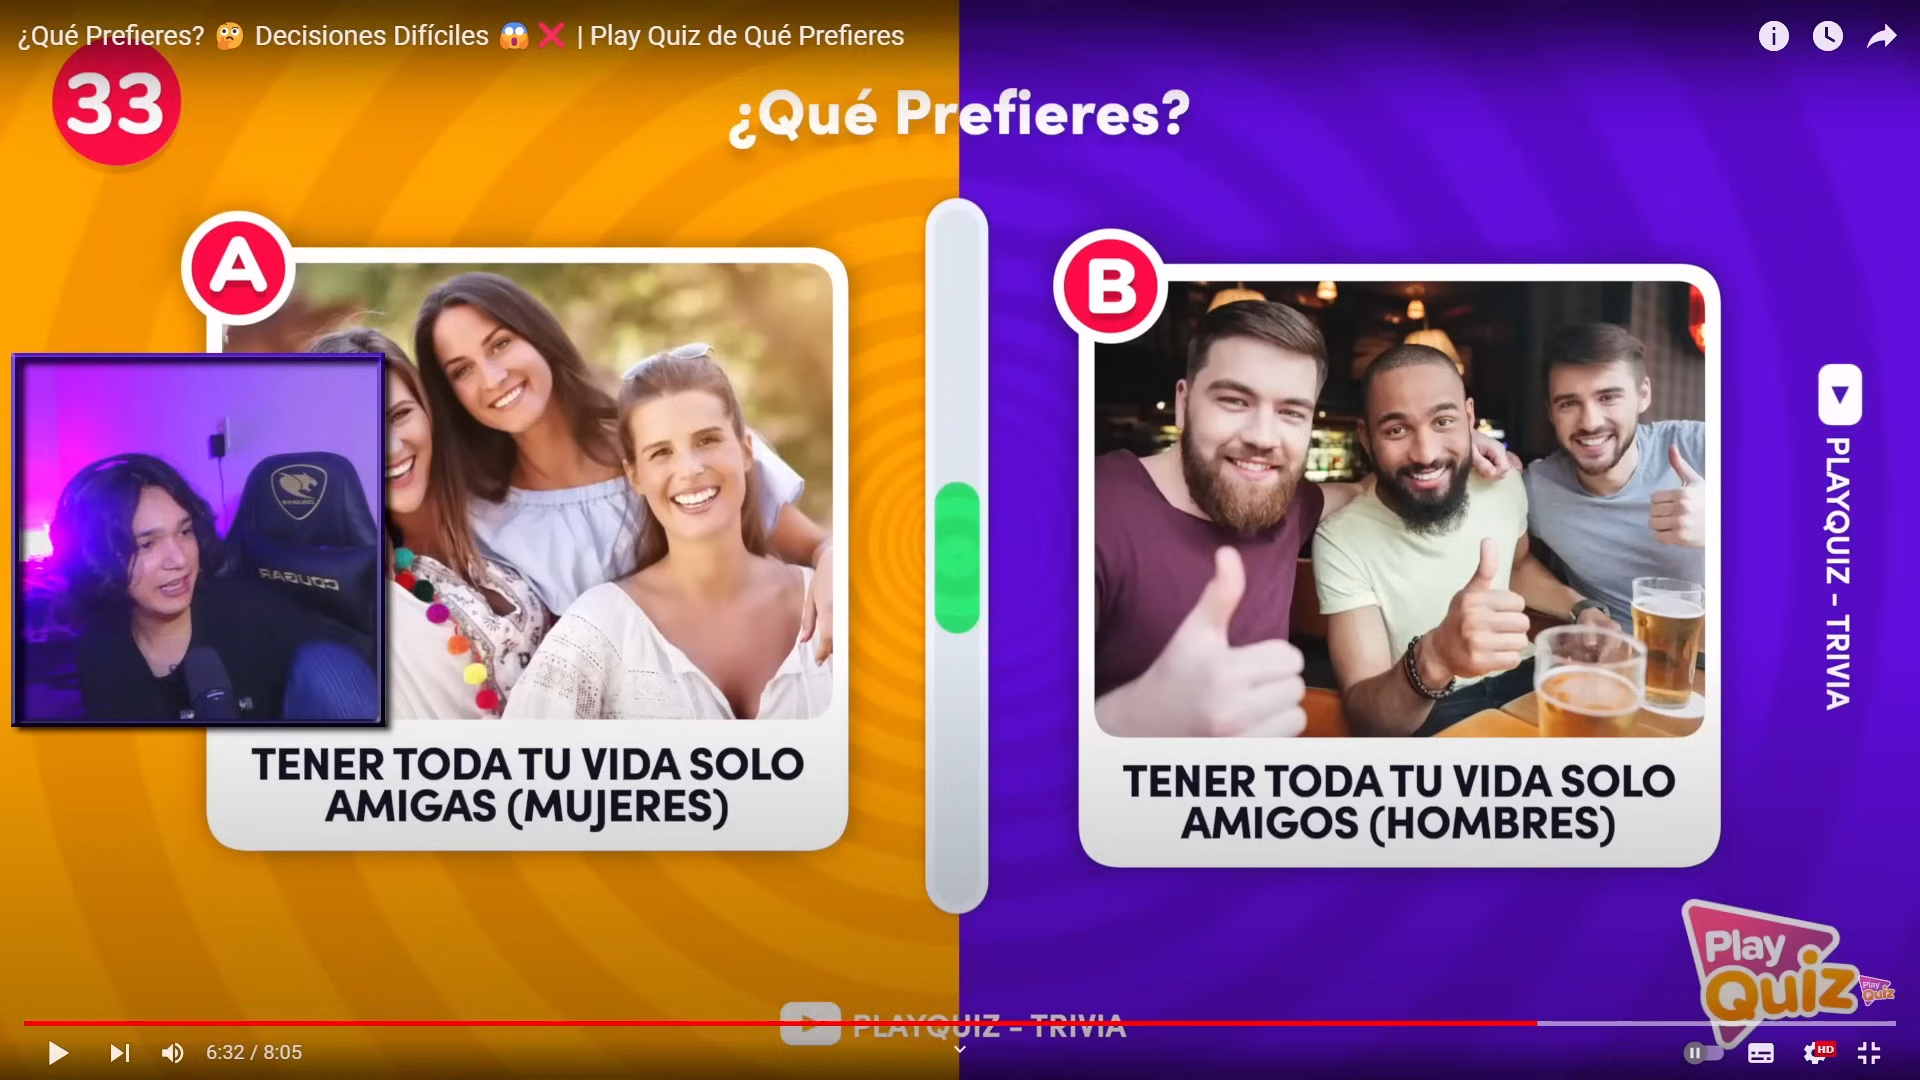 ¿Qué Prefieres? 🤔 Decisiones Difíciles 😱 ❌ | Play Quiz de Qué Prefieres
33
¿Qué Prefieres?
A
B
COUGAR
TENER TODA TU VIDA SOLO
AMIGAS (MUJERES)
TENER TODA TU VIDA SOLO
AMIGOS (HOMBRES)
PLAYQUIZ - TRIVIA
Play
Quiz
Play
Quiz
PLAYQUIZ - TRIVIA
6:32 / 8:05
HD